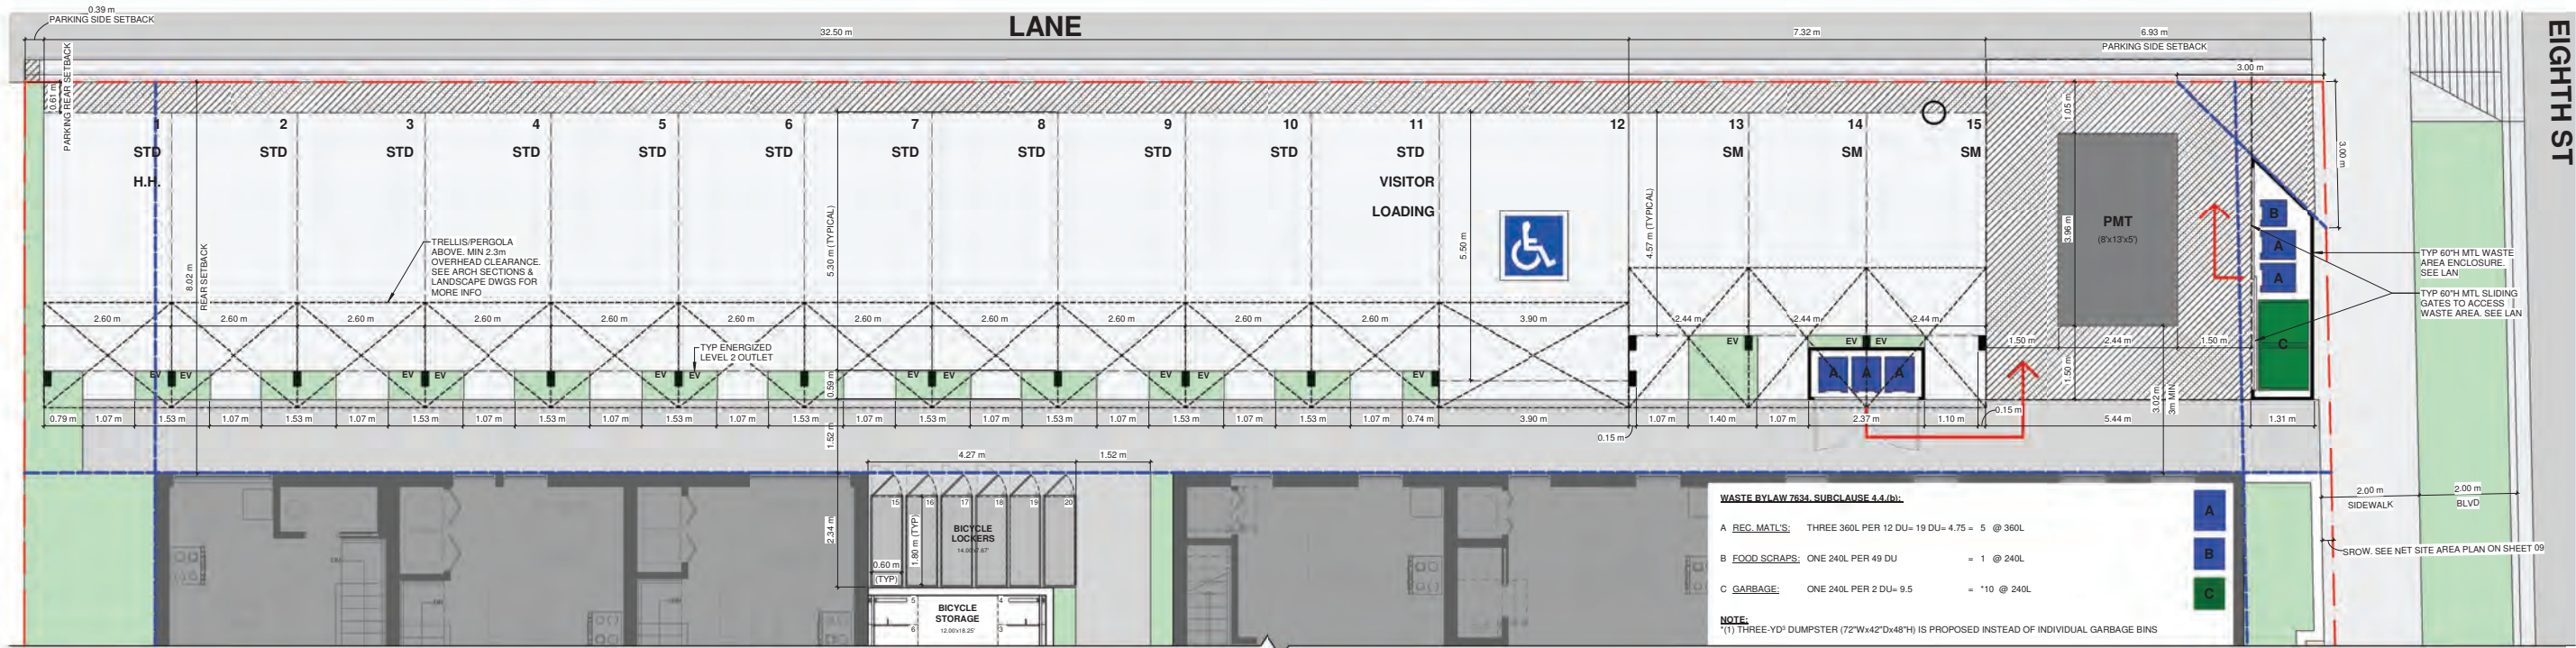 0.39 m
PARKING SIDE SETBACK
LANE
32.50 m
7.32 m
6.93 m
PARKING SIDE SETBACK
3.00 m
EIGHTH ST
0.61 m
PARKING REAR SETBACK
1 2 3 4 5 6 7 8 9 10 11 12 13 14 15
STD STD STD STD STD STD STD STD STD STD STD SM SM SM
H.H.
VISITOR
LOADING
8.02 m
REAR SETBACK
TRELLIS/PERGOLA
ABOVE. MIN 2.3m
OVERHEAD CLEARANCE.
SEE ARCH SECTIONS &
LANDSCAPE DWGS FOR
MORE INFO
5.30 m (TYPICAL)
5.50 m
4.57 m (TYPICAL)
1.05 m
3.96 m
1.50 m
PMT
(8'x13'x5')
3.00 m
B
A
A
C
TYP 60"H MTL WASTE
AREA ENCLOSURE.
SEE LAN
TYP 60"H MTL SLIDING
GATES TO ACCESS
WASTE AREA. SEE LAN
2.60 m 2.60 m 2.60 m 2.60 m 2.60 m 2.60 m 2.60 m 2.60 m 2.60 m 2.60 m 2.60 m 3.90 m 2.44 m 2.44 m 2.44 m
1.50 m 2.44 m 1.50 m
TYP ENERGIZED
LEVEL 2 OUTLET
EV EV EV EV EV EV EV EV EV EV EV EV EV EV
A A A
0.59 m
0.79 m 1.07 m 1.53 m 1.07 m 1.53 m 1.07 m 1.53 m 1.07 m 1.53 m 1.07 m 1.53 m 1.07 m 1.53 m 1.07 m 1.53 m 1.07 m 1.53 m 1.07 m 1.53 m 1.07 m 1.53 m 1.07 m 0.74 m 3.90 m 1.07 m 1.40 m 1.07 m 2.37 m 1.10 m 5.44 m 1.31 m
0.15 m
0.15 m
3.02 m
3m MIN.
1.52 m
4.27 m
1.52 m
2.34 m
15 16 17 18 19 20
1.80 m (TYP)
BICYCLE
LOCKERS
0.60 m
(TYP)
5 4
BICYCLE
STORAGE
12.00'x18.25'
6 3
WASTE BYLAW 7634, SUBCLAUSE 4.4.(b):
A REC. MATL'S: THREE 360L PER 12 DU= 19 DU= 4.75 = 5 @ 360L
B FOOD SCRAPS: ONE 240L PER 49 DU = 1 @ 240L
C GARBAGE: ONE 240L PER 2 DU= 9.5 = *10 @ 240L
NOTE:
*(1) THREE-YD³ DUMPSTER (72"Wx42"Dx48"H) IS PROPOSED INSTEAD OF INDIVIDUAL GARBAGE BINS
A
B
C
2.00 m
SIDEWALK
2.00 m
BLVD
SROW. SEE NET SITE AREA PLAN ON SHEET 09